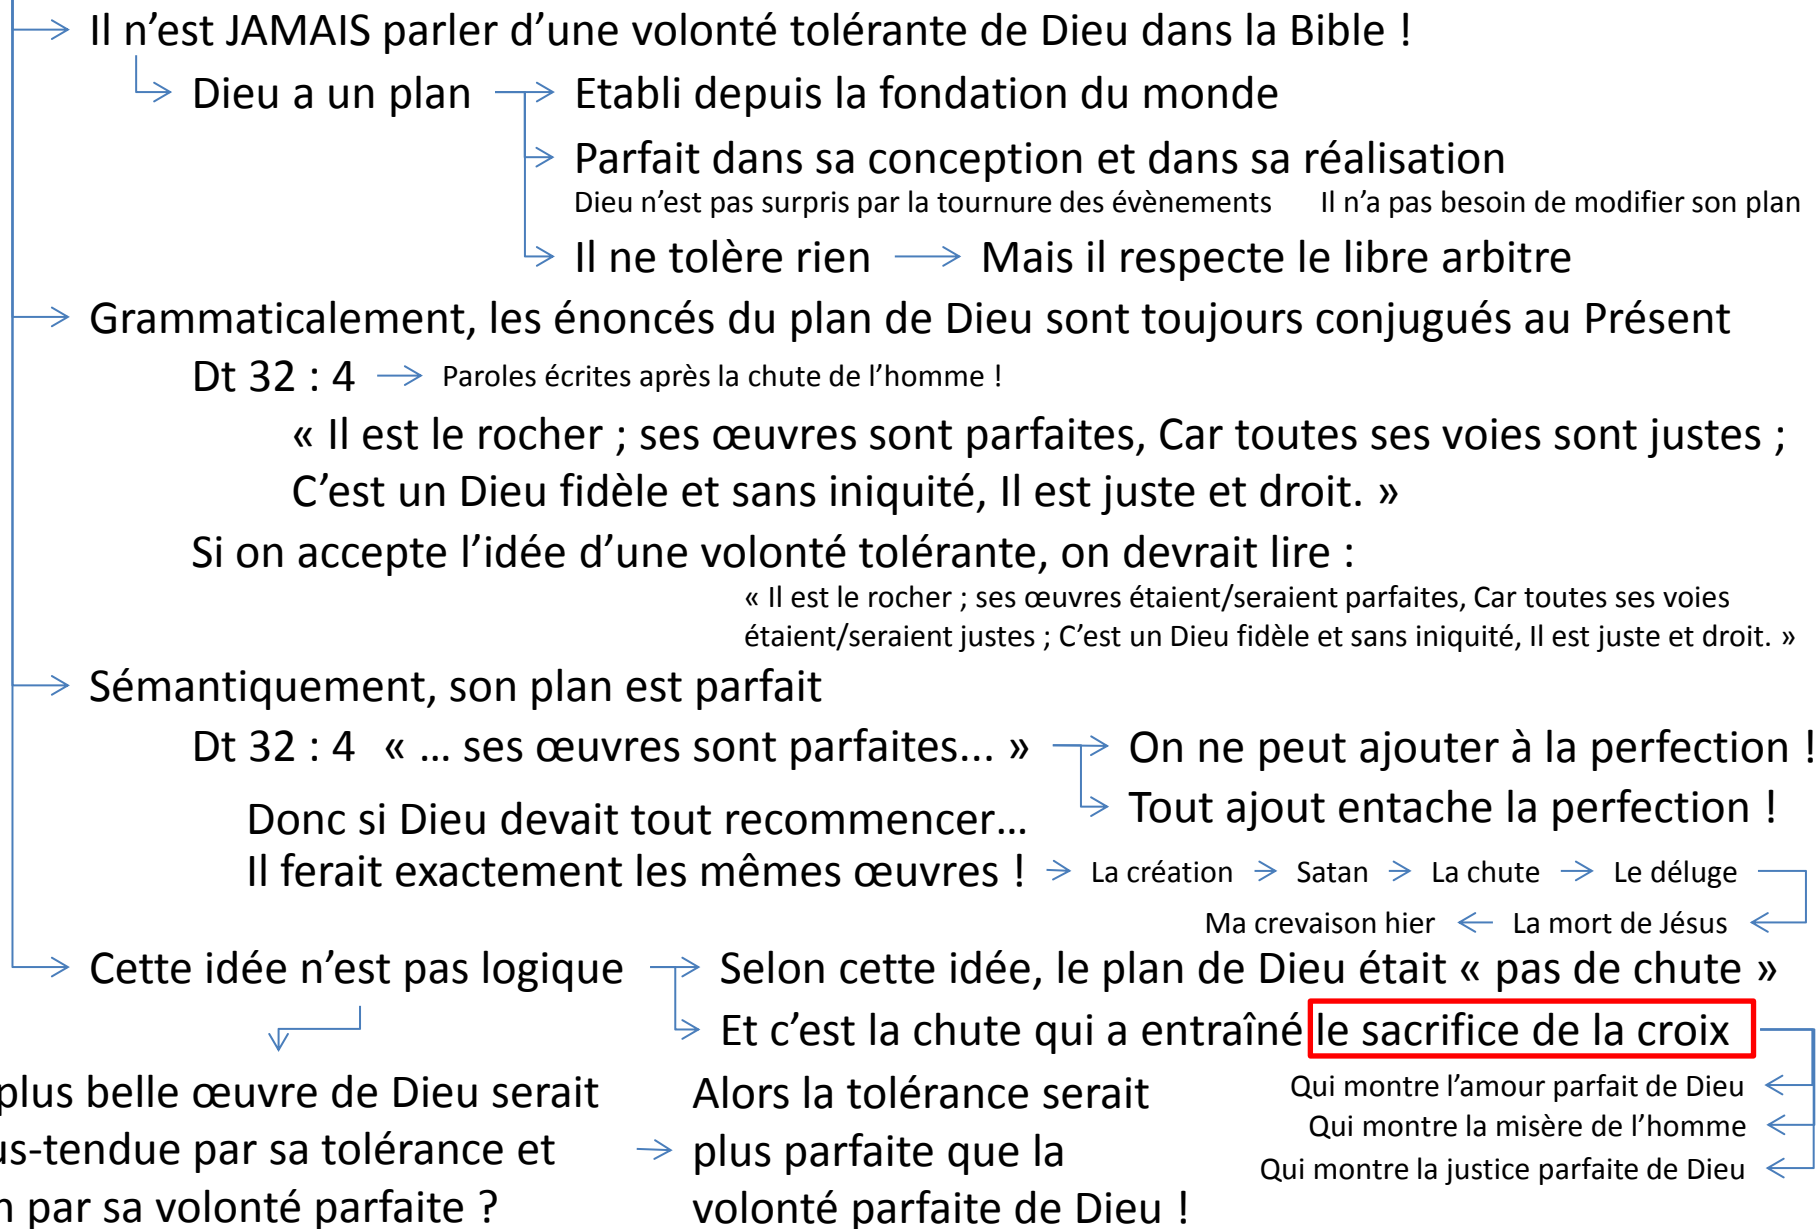 Il n’est JAMAIS parler d’une volonté tolérante de Dieu dans la Bible !
Dieu a un plan
Etabli depuis la fondation du monde
Parfait dans sa conception et dans sa réalisation
Dieu n’est pas surpris par la tournure des évènements
Il n’a pas besoin de modifier son plan
Il ne tolère rien
Mais il respecte le libre arbitre
Grammaticalement, les énoncés du plan de Dieu sont toujours conjugués au Présent
Dt 32 : 4
Paroles écrites après la chute de l’homme !
« Il est le rocher ; ses œuvres sont parfaites, Car toutes ses voies sont justes ;
C’est un Dieu fidèle et sans iniquité, Il est juste et droit. »
Si on accepte l’idée d’une volonté tolérante, on devrait lire :
« Il est le rocher ; ses œuvres étaient/seraient parfaites, Car toutes ses voies
étaient/seraient justes ; C’est un Dieu fidèle et sans iniquité, Il est juste et droit. »
Sémantiquement, son plan est parfait
Dt 32 : 4 « … ses œuvres sont parfaites... »
On ne peut ajouter à la perfection !
Tout ajout entache la perfection !
Donc si Dieu devait tout recommencer…
Il ferait exactement les mêmes œuvres !
La création
Satan
La chute
Le déluge
La mort de Jésus
Ma crevaison hier
Cette idée n’est pas logique
Selon cette idée, le plan de Dieu était « pas de chute »
Et c’est la chute qui a entraîné le sacrifice de la croix
Qui montre l’amour parfait de Dieu
Qui montre la misère de l’homme
Qui montre la justice parfaite de Dieu
plus belle œuvre de Dieu serait
us-tendue par sa tolérance et
n par sa volonté parfaite ?
Alors la tolérance serait
plus parfaite que la
volonté parfaite de Dieu !